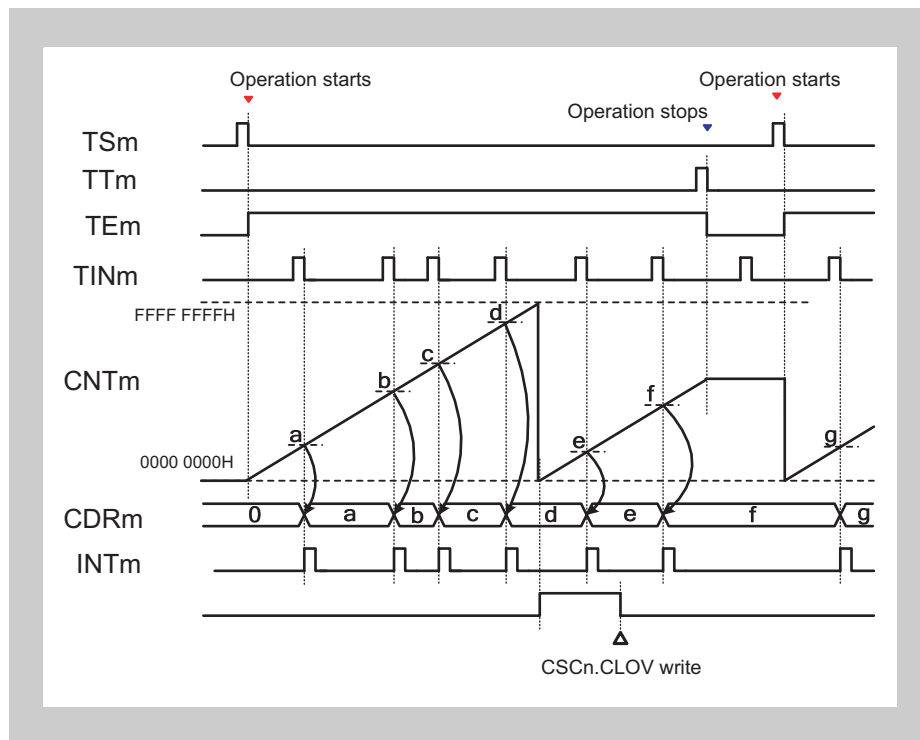 Operation starts
Operation starts
Operation stops
TSm
TTm
TEm
TINm
FFFF FFFFH
d
c
CNTm
b
f
a
e
g
0000 0000H
CDRm
0 a b c d e f g
INTm
CSCn.CLOV write